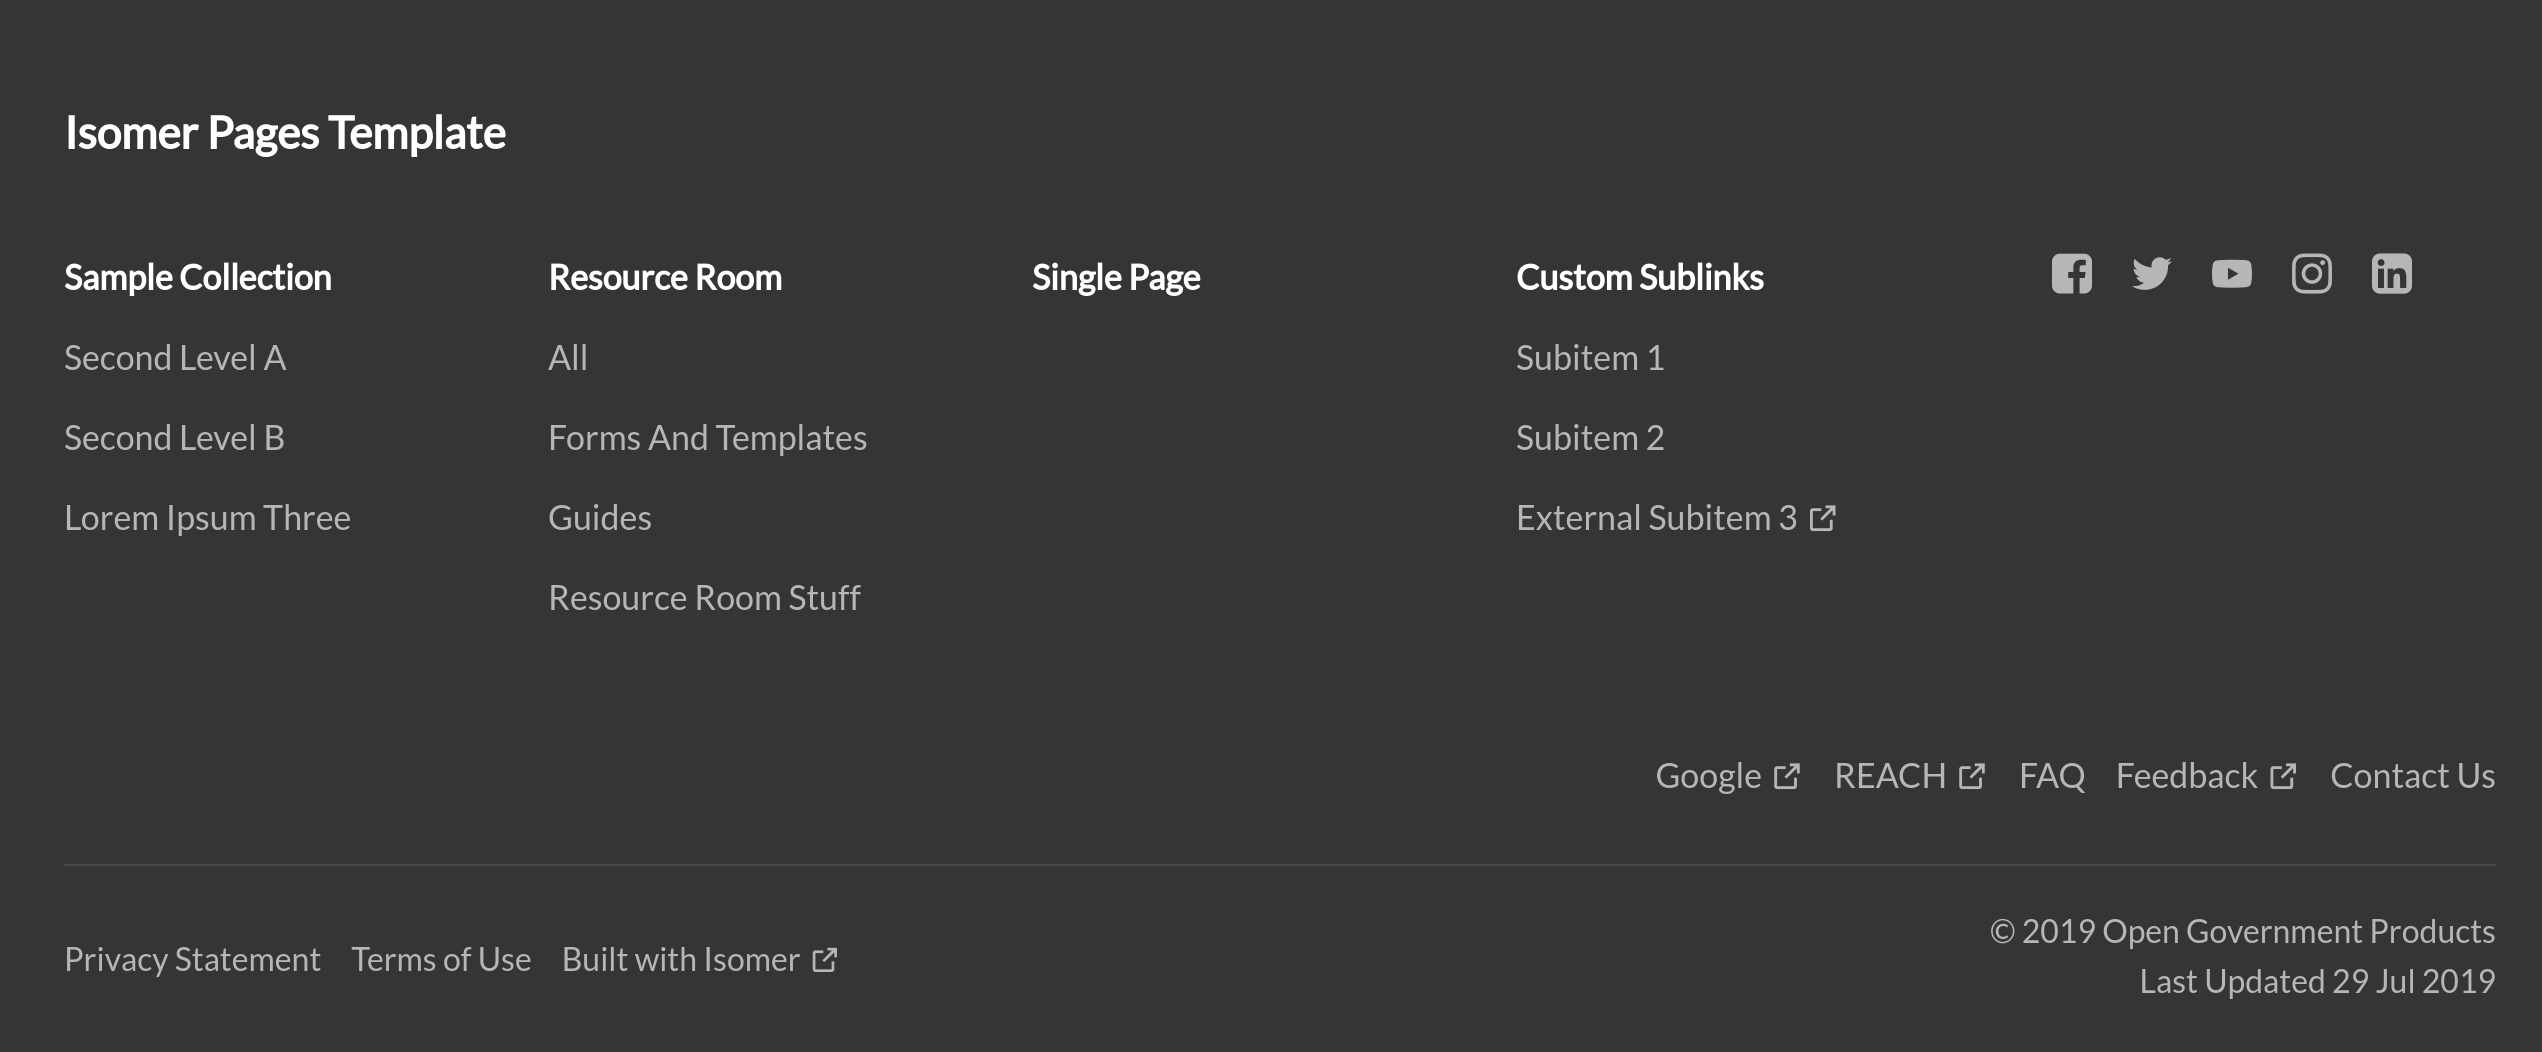 Isomer Pages Template
Sample Collection
Second Level A
Second Level B
Lorem Ipsum Three
Resource Room
All
Forms And Templates
Guides
Resource Room Stuff
Single Page
Custom Sublinks
Subitem 1
Subitem 2
External Subitem 3
Google REACH FAQ Feedback Contact Us
Privacy Statement Terms of Use Built with Isomer
© 2019 Open Government Products
Last Updated 29 Jul 2019